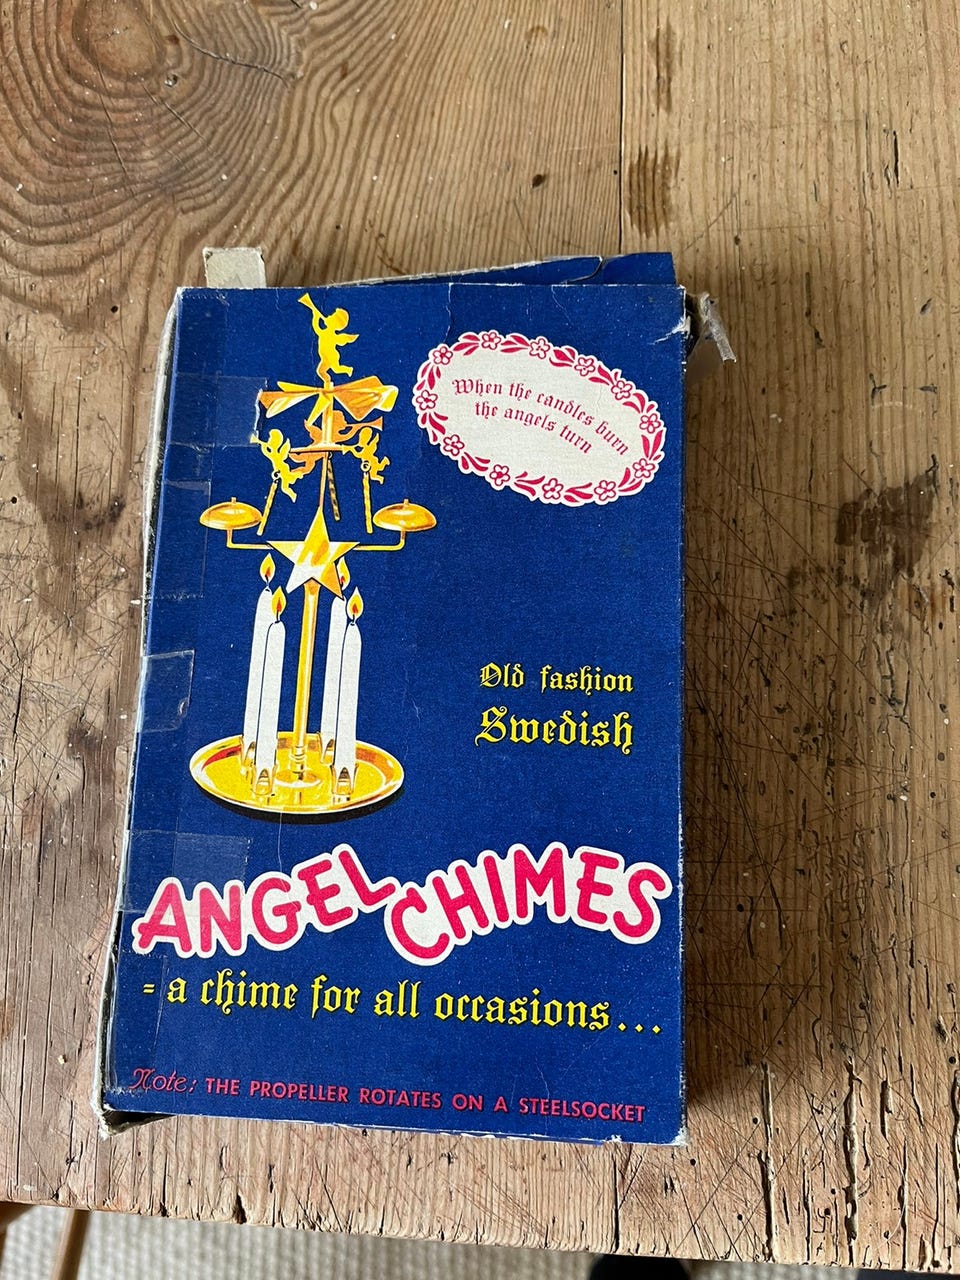 When the candles burn
the angels turn
Old fashion
Swedish
ANGEL CHIMES
- a chime for all occasions...
Note: THE PROPELLER ROTATES ON A STEELSOCKET